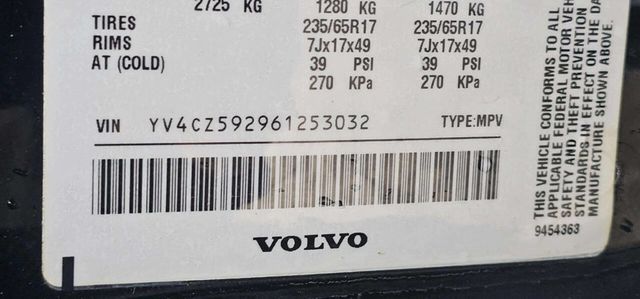 2725 KG 1280 KG 1470 KG
TIRES 235/65R17 235/65R17
RIMS 7Jx17x49 7Jx17x49
AT (COLD) 39 PSI 39 PSI
270 KPa 270 KPa
VIN YV4CZ592961253032 TYPE:MPV
VOLVO
THIS VEHICLE CONFORMS TO ALL
APPLICABLE FEDERAL MOTOR VEH
SAFETY AND THEFT PREVENTION
STANDARDS IN EFFECT ON THE DA
MANUFACTURE SHOWN ABOVE.
9454363